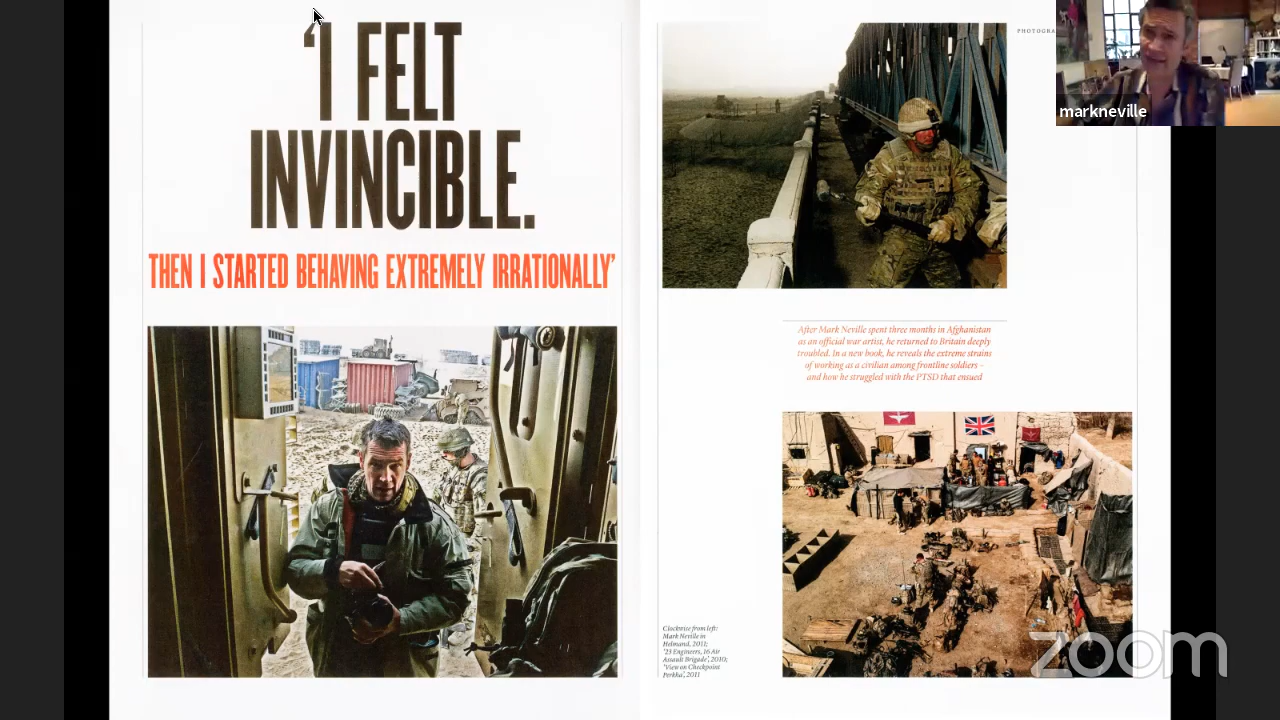 'I FELT
INVINCIBLE.
THEN I STARTED BEHAVING EXTREMELY IRRATIONALLY'
After Mark Neville spent three months in Afghanistan
as an official war artist, he returned to Britain deeply
troubled. In a new book, he reveals the extreme strains
of working as a civilian among frontline soldiers –
and how he struggled with the PTSD that ensued
Clockwise from left:
Mark Neville in
Helmand, 2011;
'23 Engineers, 16 Air
Assault Brigade', 2010;
'View on Checkpoint
Perkha', 2011
markneville
zoom